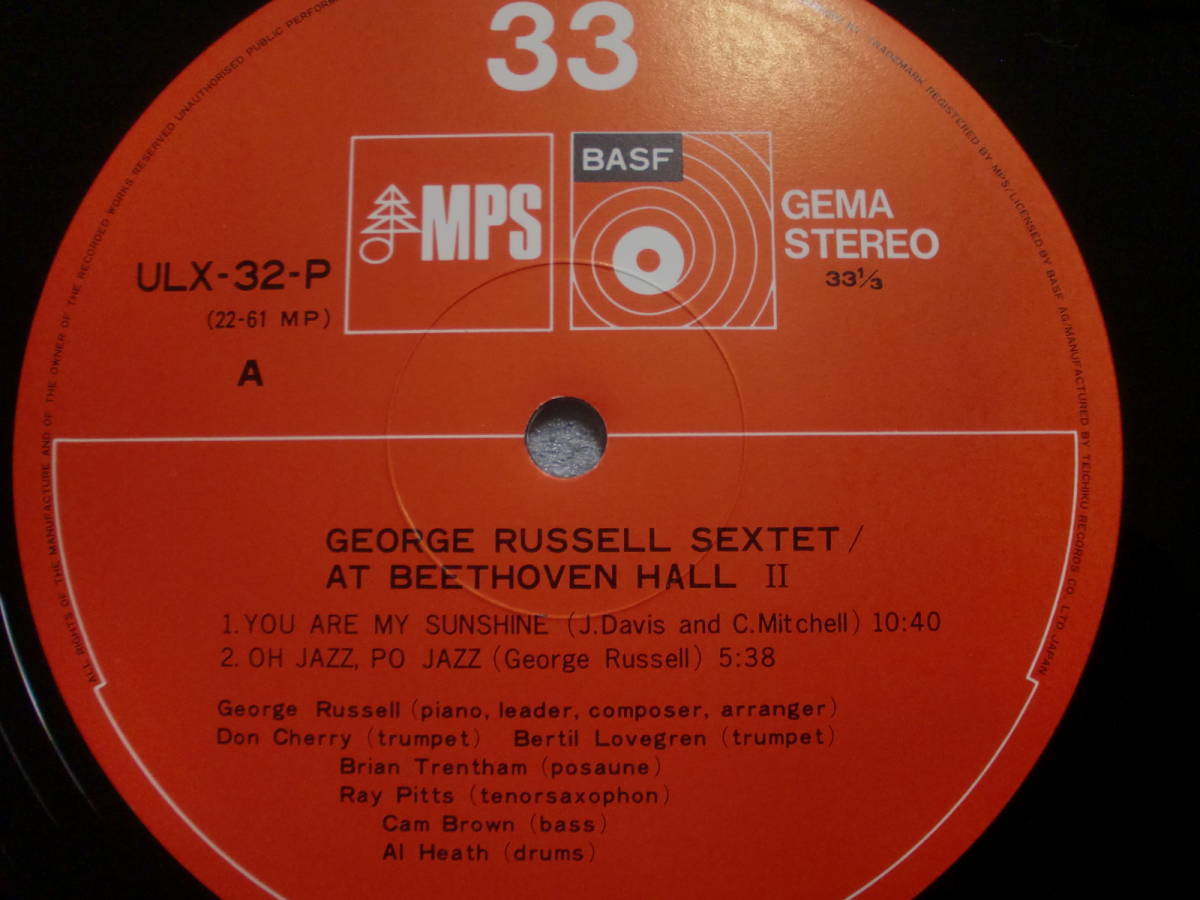 33
MPS
BASF
GEMA
STEREO
33⅓
ULX-32-P
(22-61 MP)
A
GEORGE RUSSELL SEXTET/
AT BEETHOVEN HALL II
1.YOU ARE MY SUNSHINE (J.Davis and C.Mitchell) 10:40
2. OH JAZZ, PO JAZZ (George Russell) 5:38
George Russell (piano, leader, composer, arranger)
Don Cherry (trumpet) Bertil Lovegren (trumpet)
Brian Trentham (posaune)
Ray Pitts (tenorsaxophon)
Cam Brown (bass)
Al Heath (drums)
ALL RIGHTS OF THE MANUFACTURE AND OF THE OWNER OF THE RECORDED WORKS RESERVED UNAUTHORISED PUBLIC
TRADEMARK REGISTERED BY MPS/LICENSED BY BASF AG/MANUFACTURED BY TEICHIKU RECORDS CO., LTD JAPAN